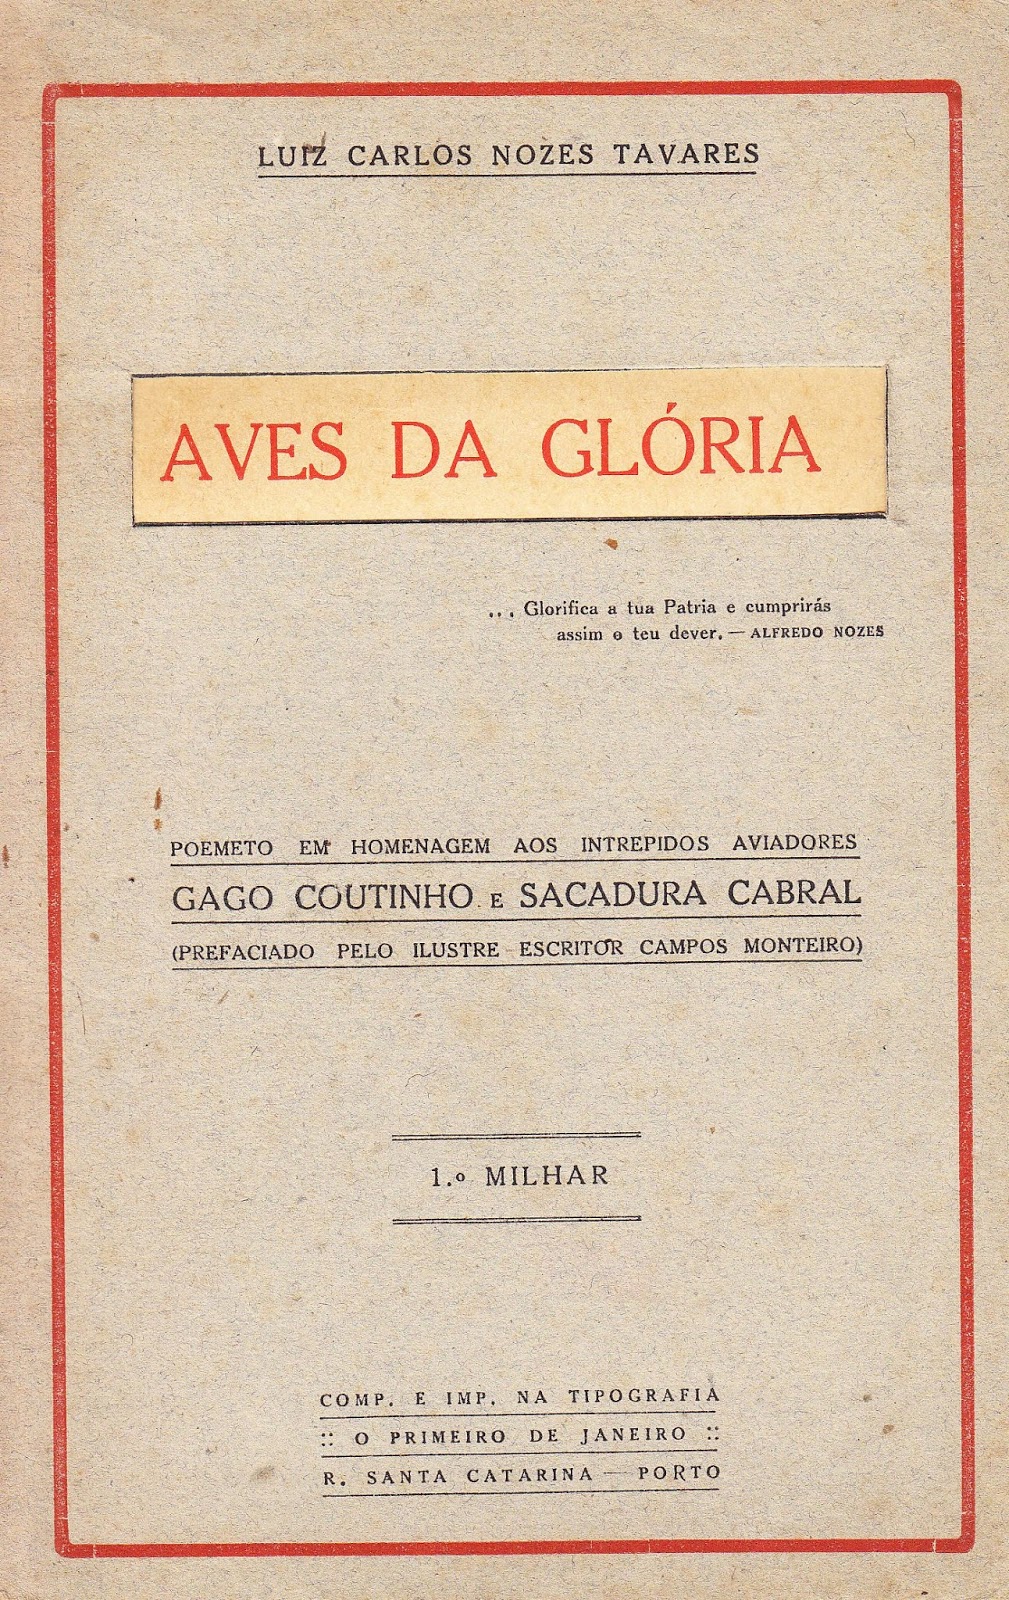 LUIZ CARLOS NOZES TAVARES
AVES DA GLÓRIA
... Glorifica a tua Patria e cumprirás
assim o teu dever. — ALFREDO NOZES
POEMETO EM HOMENAGEM AOS INTREPIDOS AVIADORES
GAGO COUTINHO E SACADURA CABRAL
(PREFACIADO PELO ILUSTRE ESCRITOR CAMPOS MONTEIRO)
1.º MILHAR
COMP. E IMP. NA TIPOGRAFIA
:: O PRIMEIRO DE JANEIRO ::
R. SANTA CATARINA — PORTO